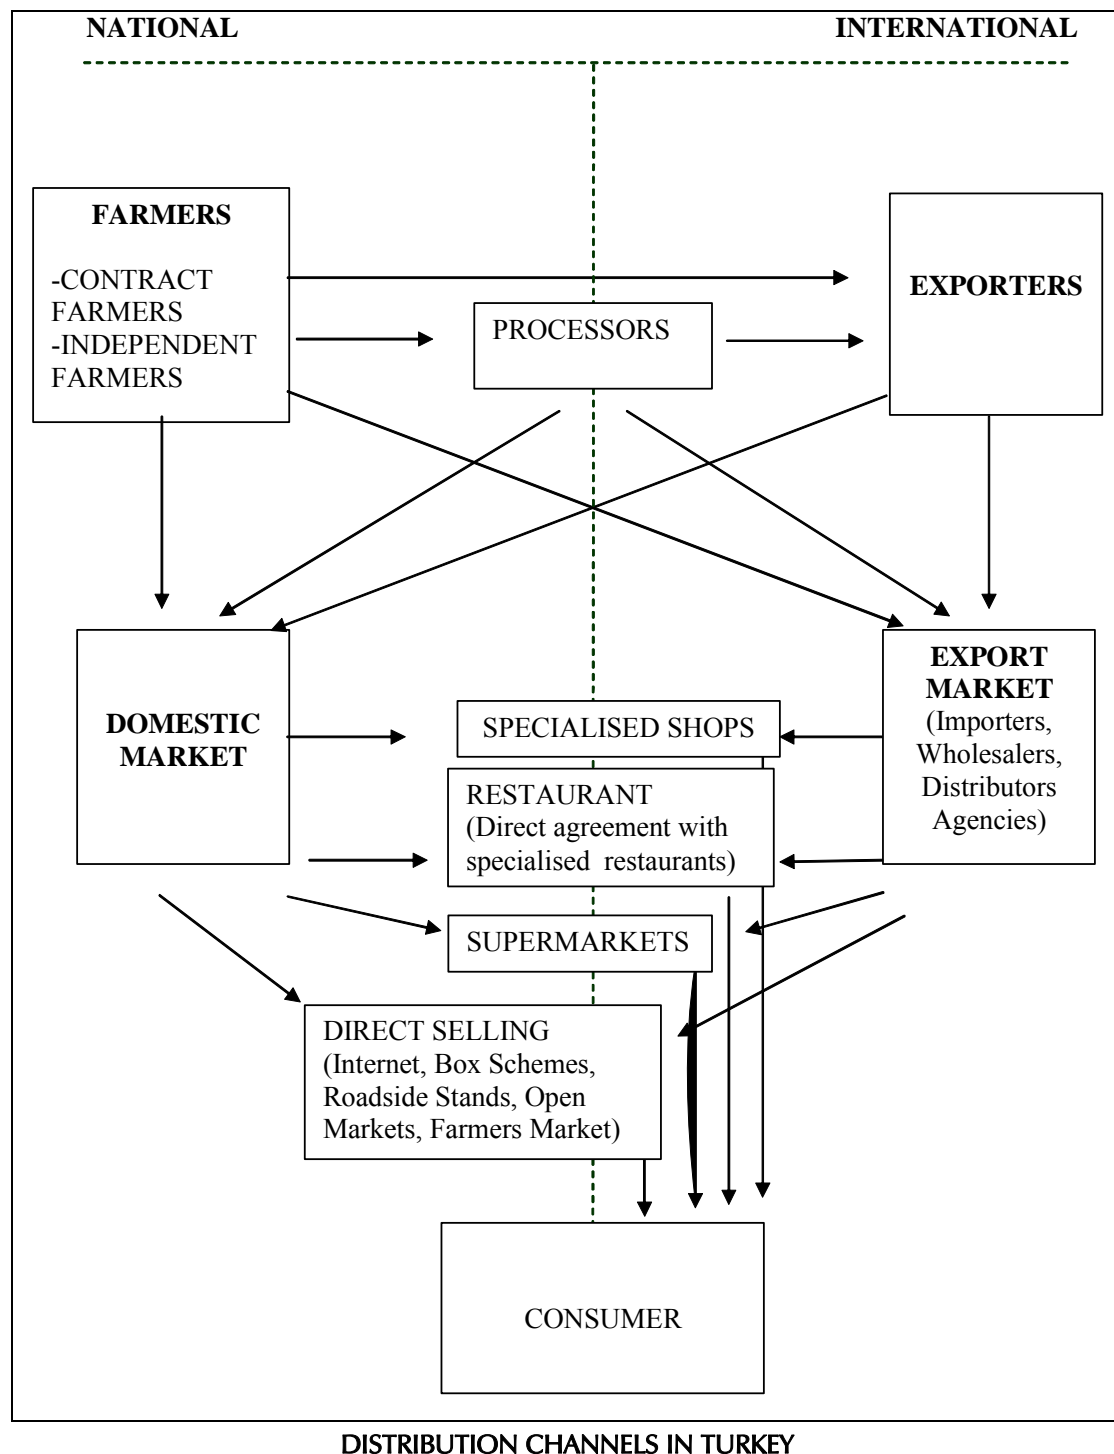 NATIONAL
INTERNATIONAL
FARMERS
-CONTRACT
FARMERS
-INDEPENDENT
FARMERS
PROCESSORS
EXPORTERS
DOMESTIC
MARKET
SPECIALISED SHOPS
RESTAURANT
(Direct agreement with
specialised restaurants)
SUPERMARKETS
DIRECT SELLING
(Internet, Box Schemes,
Roadside Stands, Open
Markets, Farmers Market)
EXPORT
MARKET
(Importers,
Wholesalers,
Distributors
Agencies)
CONSUMER
DISTRIBUTION CHANNELS IN TURKEY